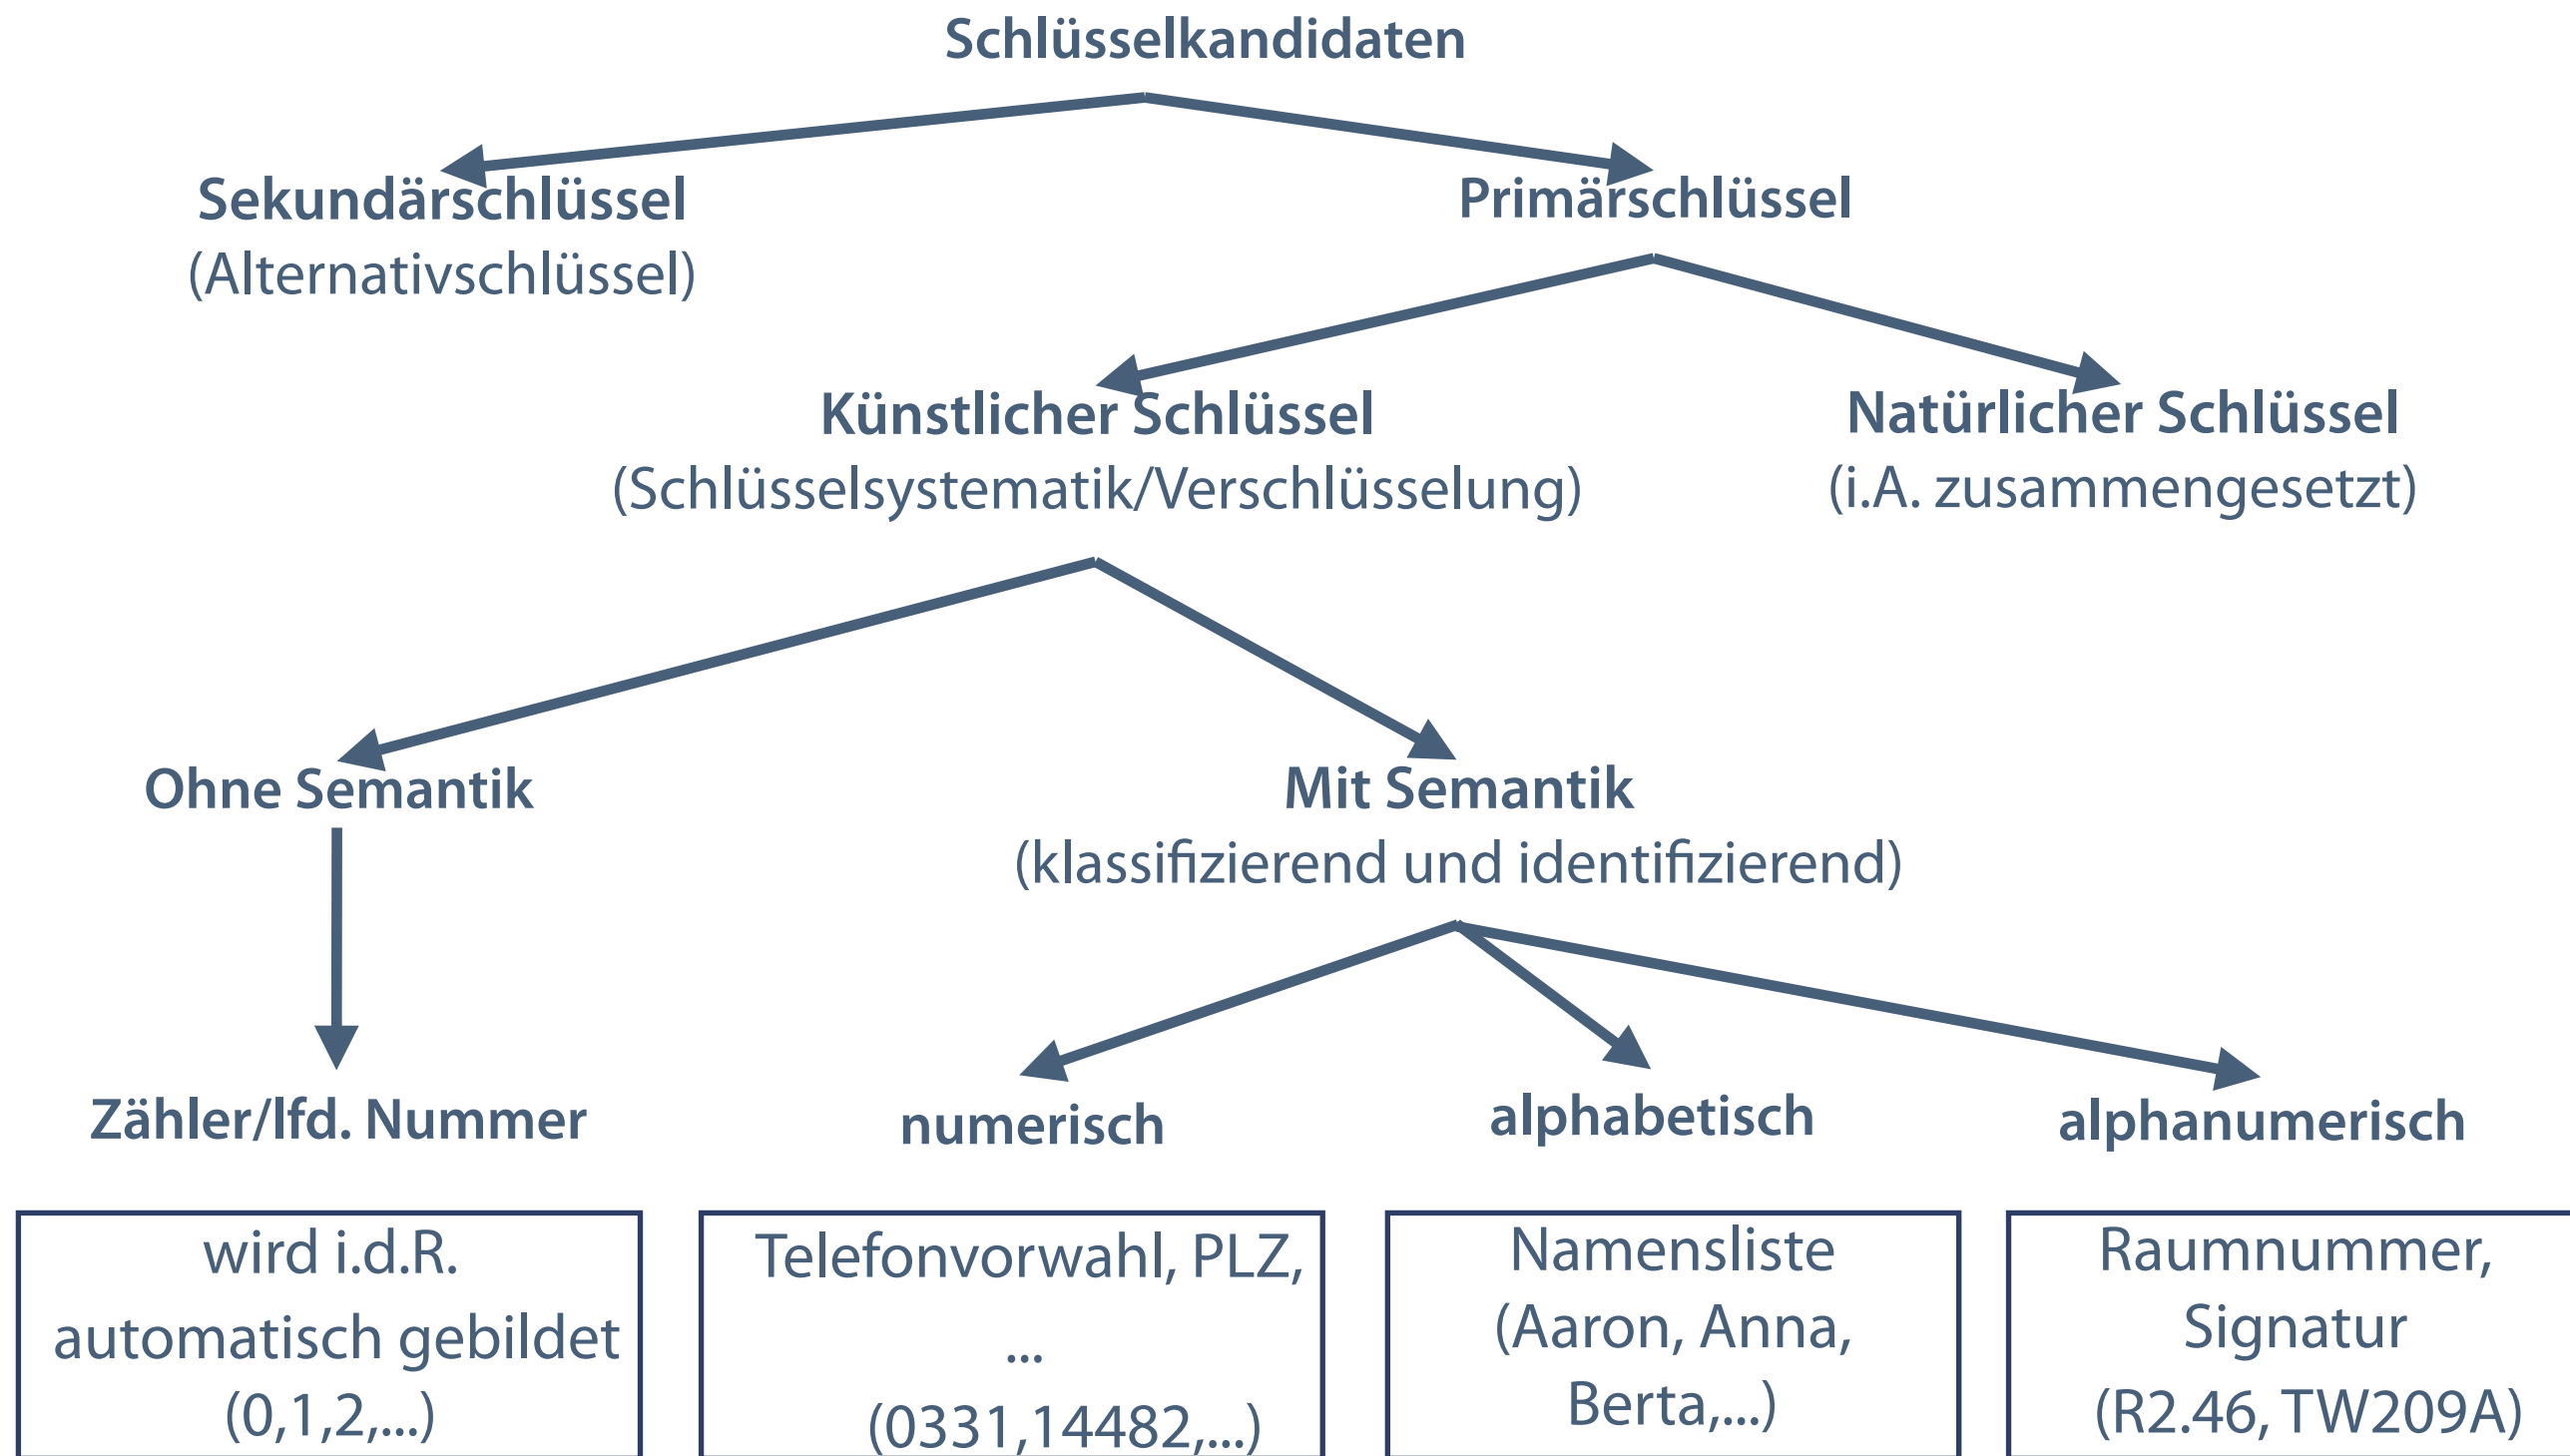 Schlüsselkandidaten
Sekundärschlüssel
(Alternativschlüssel)
Primärschlüssel
Künstlicher Schlüssel
(Schlüsselsystematik/Verschlüsselung)
Natürlicher Schlüssel
(i.A. zusammengesetzt)
Ohne Semantik
Mit Semantik
(klassifizierend und identifizierend)
Zähler/lfd. Nummer
numerisch
alphabetisch
alphanumerisch
wird i.d.R.
automatisch gebildet
(0,1,2,...)
Telefonvorwahl, PLZ,
...
(0331,14482,...)
Namensliste
(Aaron, Anna,
Berta,...)
Raumnummer,
Signatur
(R2.46, TW209A)